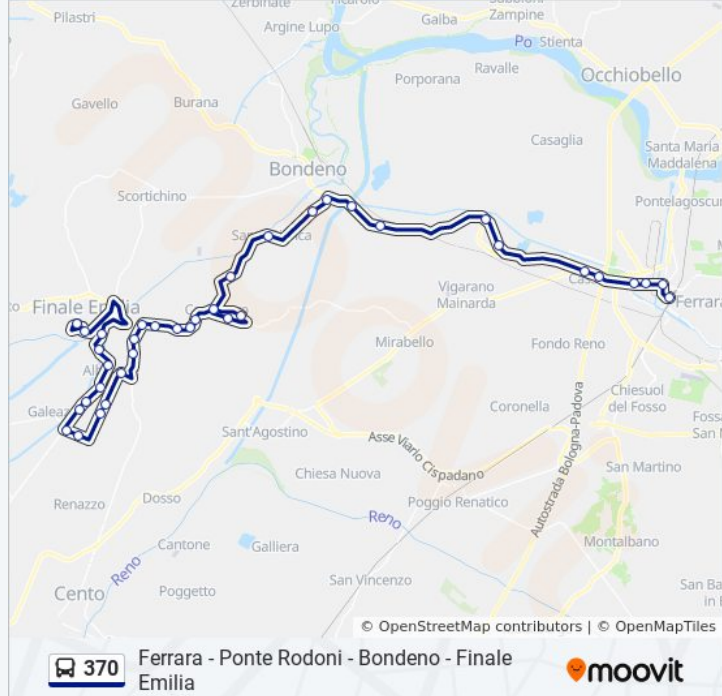 Pilastri
Zerbinate
Argine Lupo
Gaiba
Zampine
Po
Stienta
Ravalle
Occhiobello
Gavello
Burana
Porporana
Casaglia
Santa Maria
Maddalena
Bondeno
Scortichino
Pontelagoscur
Finale Emilia
Vigarano
Mainarda
Ferrara
Mirabello
Fondo Reno
Chiesuol
del Fosso
Coronella
Sant'Agostino
Asse Viario Cispadano
Autostrada Bologna-Padova
San Martino
Chiesa Nuova
Renazzo
Dosso
Poggio Renatico
Reno
Cantone
Galliera
Montalbano
Reno
Cento
Poggetto
San Vincenzo
© OpenStreetMap contributors | © OpenMapTiles
370
Ferrara - Ponte Rodoni - Bondeno - Finale
Emilia
moovit